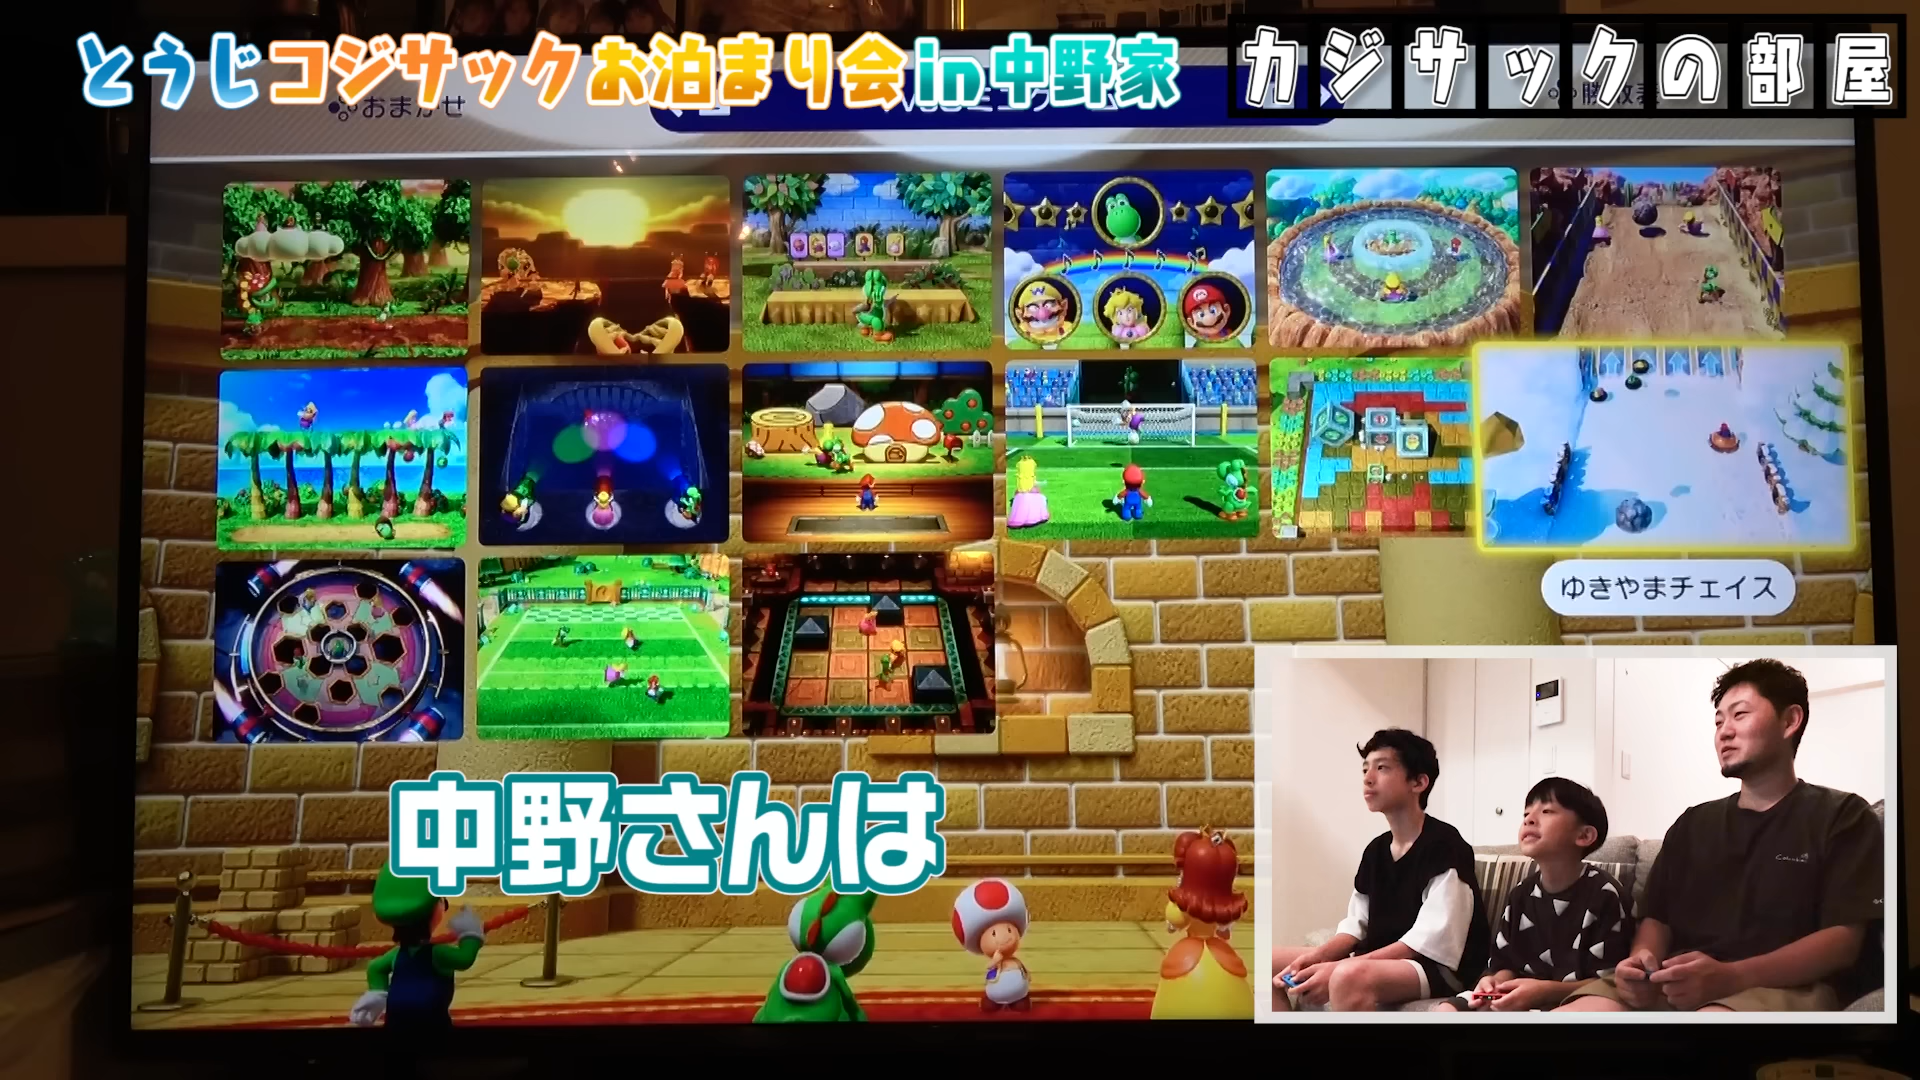 とうじコジサックお泊まり会in中野家
カジサックの部屋
おまかせ
ゆきやまチェイス
中野さんは